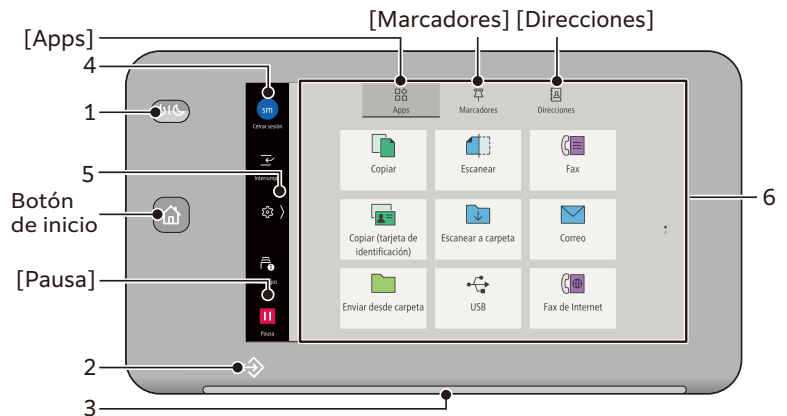 [Marcadores] [Direcciones]
[Apps]
4
1
5
Botón
de inicio
[Pausa]
2
3
6
sm
Cerrar sesión
Apps
Marcadores
Direcciones
Copiar
Escanear
Fax
Copiar (tarjeta de
identificación)
Escanear a carpeta
Correo
Enviar desde carpeta
USB
Fax de Internet
Pausa